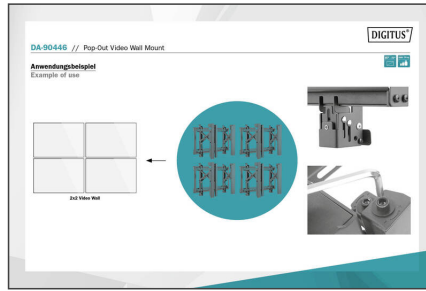 DIGITUS®
DA-90446 // Pop-Out Video Wall Mount
Anwendungsbeispiel
Example of use
2x2 Video Wall